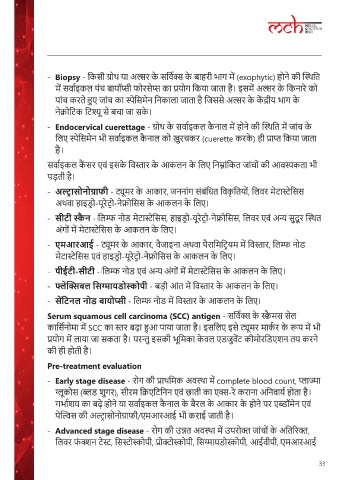 mch
- Biopsy - किसी ग्रोथ या अल्सर के सर्विक्स के बाहरी भाग में (exophytic) होने की स्थिति
में सर्वाइकल पंच बायॉप्सी फोरसेप्स का प्रयोग किया जाता है। इसमें अल्सर के किनारे को
पांच करते हुए जांच का स्पेसिमेन निकाला जाता है जिससे अल्सर के केंद्रीय भाग के
नेक्रोटिक टिश्यू से बचा जा सके।
- Endocervical cuerettage - ग्रोथ के सर्वाइकल कैनाल में होने की स्थिति में जांच के
लिए स्पेसिमेन भी सर्वाइकल कैनाल को खुरचकर (cuerette करके) ही प्राप्त किया जाता
है।
सर्वाइकल कैंसर एवं इसके विस्तार के आकलन के लिए निम्नांकित जांचों की आवश्यकता भी
पड़ती है।
- अल्ट्रासोनोग्राफी - ट्यूमर के आकार, जननांग संबंधित विकृतियों, लिवर मेटास्टेसिस
अथवा हाइड्रो-यूरेट्रो-नेफ्रोसिस के आकलन के लिए।
- सीटी स्कैन - लिम्फ नोड मेटास्टेसिस, हाइड्रो-यूरेट्रो-नेफ्रोसिस, लिवर एवं अन्य सुदूर स्थित
अंगों में मेटास्टेसिस के आकलन के लिए।
- एमआरआई - ट्यूमर के आकार, वैजाइना अथवा पैरामिट्रियम में विस्तार, लिम्फ नोड
मेटास्टेसिस एवं हाइड्रो-यूरेट्रो-नेफ्रोसिस के आकलन के लिए।
- पीईटी-सीटी - लिम्फ नोड एवं अन्य अंगों में मेटास्टेसिस के आकलन के लिए।
- फ्लेक्सिबल सिग्मायडोस्कोपी - बड़ी आंत में विस्तार के आकलन के लिए।
- सेंटिनल नोड बायोप्सी - लिम्फ नोड में विस्तार के आकलन के लिए।
Serum squamous cell carcinoma (SCC) antigen - सर्विक्स के स्क्वैमस सेल
कार्सिनोमा में SCC का स्तर बढ़ा हुआ पाया जाता है। इसलिए इसे ट्यूमर मार्कर के रूप में भी
प्रयोग में लाया जा सकता है। परन्तु इसकी भूमिका केवल एडजुवेंट कीमोरडिएशन तय करने
की ही होती है।
Pre-treatment evaluation
- Early stage disease - रोग की प्राथमिक अवस्था में complete blood count, प्लाज्मा
ग्लूकोस (ब्लड शूगर), सीरम क्रिएटिनिन एवं छाती का एक्स-रे कराना अनिवार्य होता है।
गर्भाशय का बढ़े होने या सर्वाइकल कैनाल के बैरल के आकार के होने पर एब्डॉमेन एवं
पेल्विस की अल्ट्रासोनोग्राफी/एमआरआई भी कराई जाती है।
- Advanced stage disease - रोग की उन्नत अवस्था में उपरोक्त जांचों के अतिरिक्त,
लिवर फंक्शन टेस्ट, सिस्टोस्कोपी, प्रोक्टोस्कोपी, सिग्मायडोस्कोपी, आईवीपी, एमआरआई
33